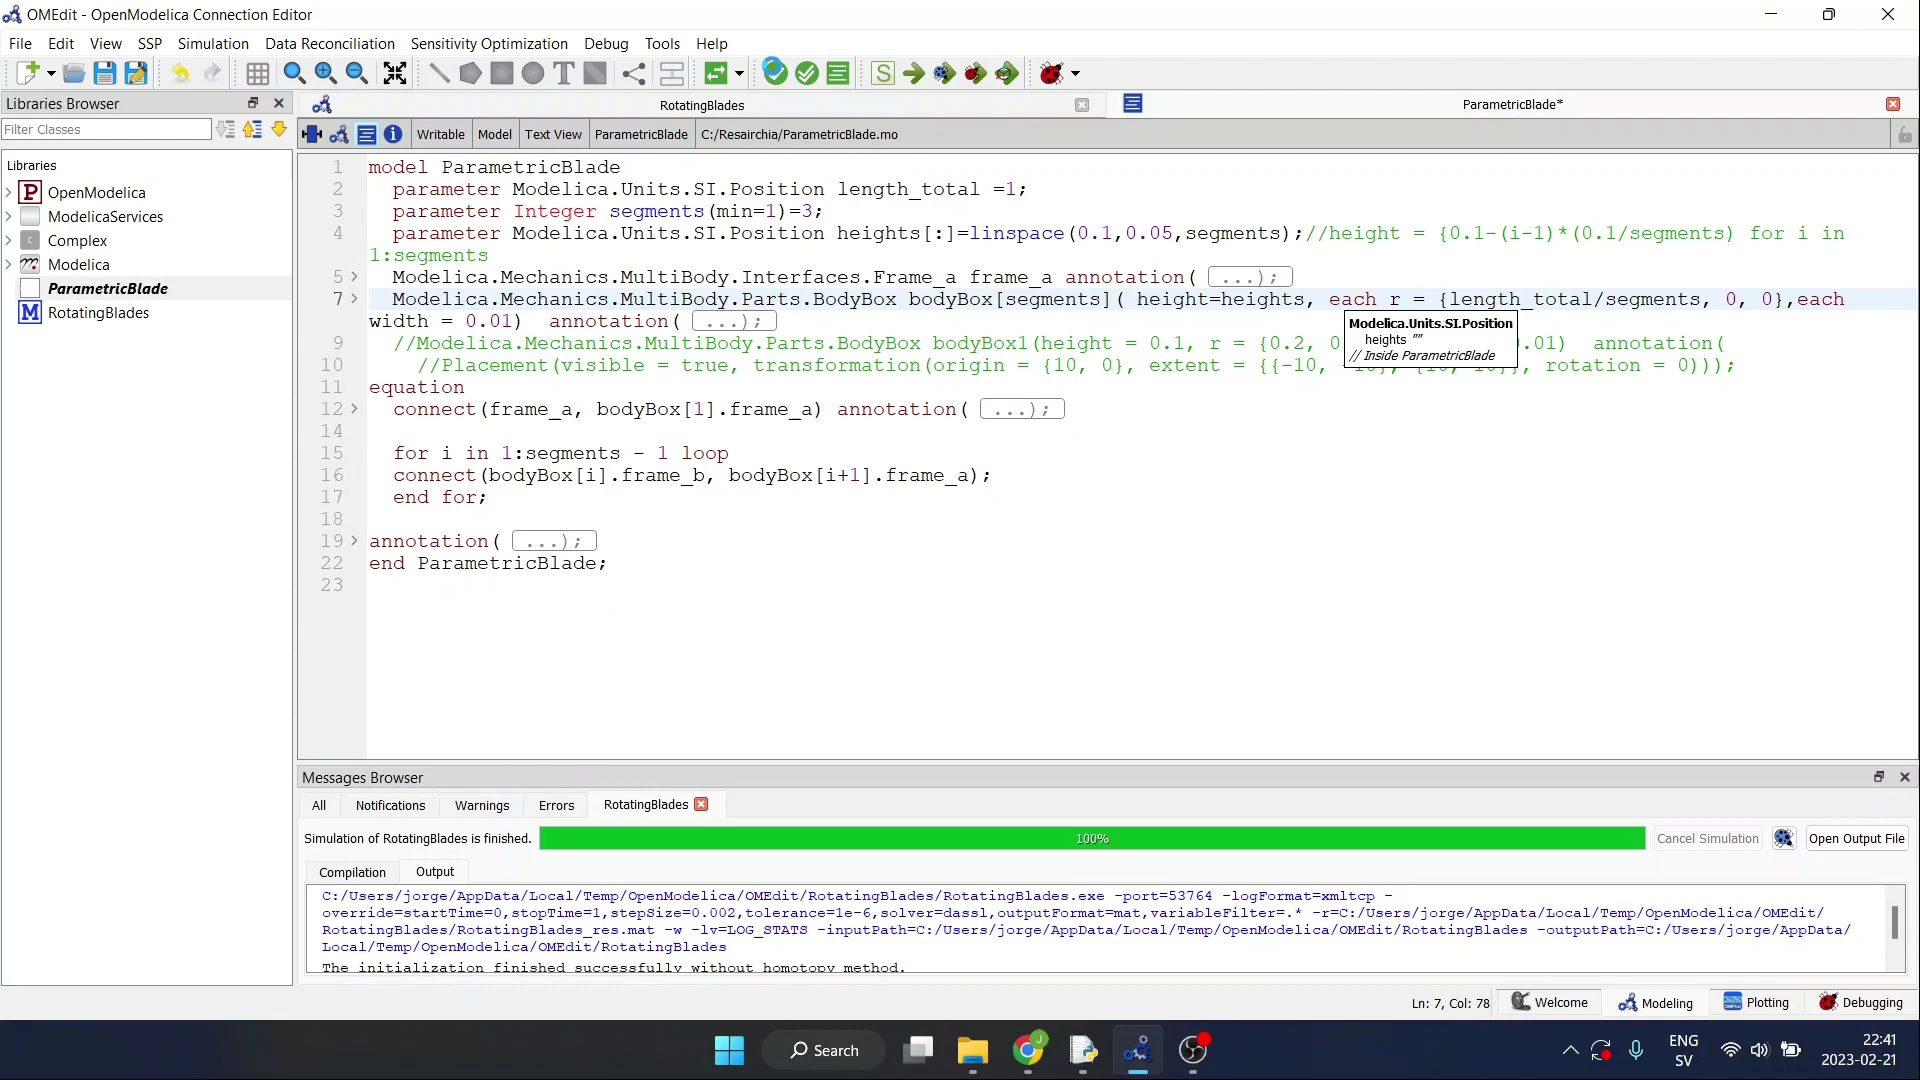 OMEdit - OpenModelica Connection Editor
File Edit View SSP Simulation Data Reconciliation Sensitivity Optimization Debug Tools Help
Libraries Browser
RotatingBlades
ParametricBlade*
Filter Classes
Writable Model Text View ParametricBlade C:/Resairchia/ParametricBlade.mo
Libraries
OpenModelica
ModelicaServices
Complex
Modelica
ParametricBlade
RotatingBlades
1 model ParametricBlade
2 parameter Modelica.Units.SI.Position length_total =1;
3 parameter Integer segments(min=1)=3;
4 parameter Modelica.Units.SI.Position heights[:]=linspace(0.1,0.05,segments);//height = {0.1-(i-1)*(0.1/segments) for i in
1:segments
5 Modelica.Mechanics.MultiBody.Interfaces.Frame_a frame_a annotation( ...);
7 Modelica.Mechanics.MultiBody.Parts.BodyBox bodyBox[segments]( height=heights, each r = {length_total/segments, 0, 0},each
width = 0.01) annotation( ...);
Modelica.Units.SI.Position
heights ""
// Inside ParametricBlade
9 //Modelica.Mechanics.MultiBody.Parts.BodyBox bodyBox1(height = 0.1, r = {0.2, 0 .01) annotation(
10 //Placement(visible = true, transformation(origin = {10, 0}, extent = {{-10, rotation = 0)));
11 equation
12 connect(frame_a, bodyBox[1].frame_a) annotation( ...);
14
15 for i in 1:segments - 1 loop
16 connect(bodyBox[i].frame_b, bodyBox[i+1].frame_a);
17 end for;
18
19 annotation( ...);
22 end ParametricBlade;
23
Messages Browser
All Notifications Warnings Errors RotatingBlades
Simulation of RotatingBlades is finished. 100% Cancel Simulation Open Output File
Compilation Output
C:/Users/jorge/AppData/Local/Temp/OpenModelica/OMEdit/RotatingBlades/RotatingBlades.exe -port=53764 -logFormat=xmltcp -
override=startTime=0,stopTime=1,stepSize=0.002,tolerance=1e-6,solver=dassl,outputFormat=mat,variableFilter=.* -r=C:/Users/jorge/AppData/Local/Temp/OpenModelica/OMEdit/
RotatingBlades/RotatingBlades_res.mat -w -lv=LOG_STATS -inputPath=C:/Users/jorge/AppData/Local/Temp/OpenModelica/OMEdit/RotatingBlades -outputPath=C:/Users/jorge/AppData/
Local/Temp/OpenModelica/OMEdit/RotatingBlades
The initialization finished successfully without homotopy method.
Ln: 7, Col: 78 Welcome Modeling Plotting Debugging
Search
ENG
SV
22:41
2023-02-21